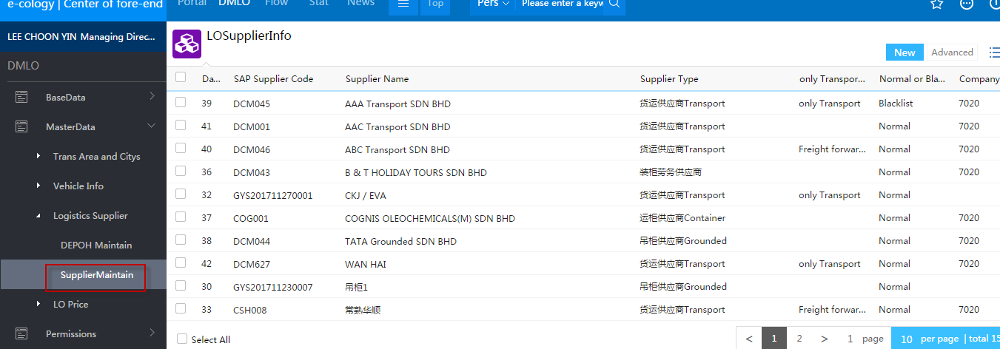 e-cology | Center of fore-end Portal DMLO Flow Stat News Top Pers Please enter a keyw
LEE CHOON YIN Managing Direc...
DMLO
BaseData
MasterData
Trans Area and Citys
Vehicle Info
Logistics Supplier
DEPOH Maintain
SupplierMaintain
LO Price
Permissions
LOSupplierInfo
New Advanced
Da... SAP Supplier Code Supplier Name Supplier Type only Transpor... Normal or Bla... Company
39 DCM045 AAA Transport SDN BHD 货运供应商Transport only Transport Blacklist 7020
41 DCM001 AAC Transport SDN BHD 货运供应商Transport Normal 7020
40 DCM046 ABC Transport SDN BHD 货运供应商Transport Freight forwar... Normal 7020
36 DCM043 B & T HOLIDAY TOURS SDN BHD 装柜劳务供应商 Normal 7020
32 GYS201711270001 CKJ / EVA 货运供应商Transport only Transport Normal
37 COG001 COGNIS OLEOCHEMICALS(M) SDN BHD 运柜供应商Container Normal 7020
38 DCM044 TATA Grounded SDN BHD 吊柜供应商Grounded Normal 7020
42 DCM627 WAN HAI 货运供应商Transport only Transport Normal 7020
30 GYS201711230007 吊柜1 吊柜供应商Grounded Normal
33 CSH008 常熟华顺 货运供应商Transport Freight forwar... Normal 7020
Select All < 1 2 > 1 page 10 per page | total 15